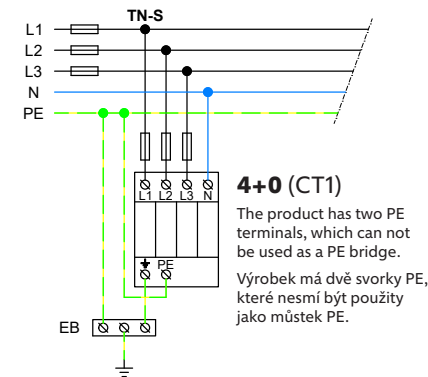 TN-S
L1
L2
L3
N
PE
L1 L2 L3 N
PE
EB
4+0 (CT1)
The product has two PE
terminals, which can not
be used as a PE bridge.
Výrobek má dvě svorky PE,
které nesmí být použity
jako můstek PE.